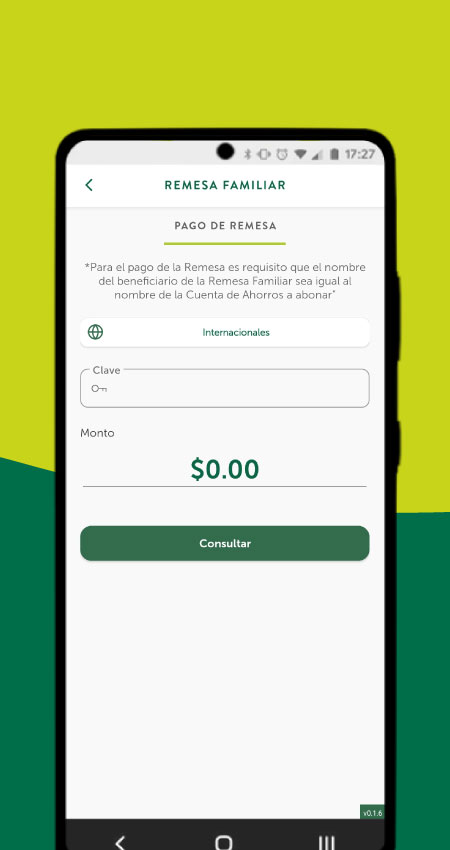 17:27
REMESA FAMILIAR
PAGO DE REMESA
*Para el pago de la Remesa es requisito que el nombre
del beneficiario de la Remesa Familiar sea igual al
nombre de la Cuenta de Ahorros a abonar*
Internacionales
Clave
Monto
$0.00
Consultar
v0.1.6